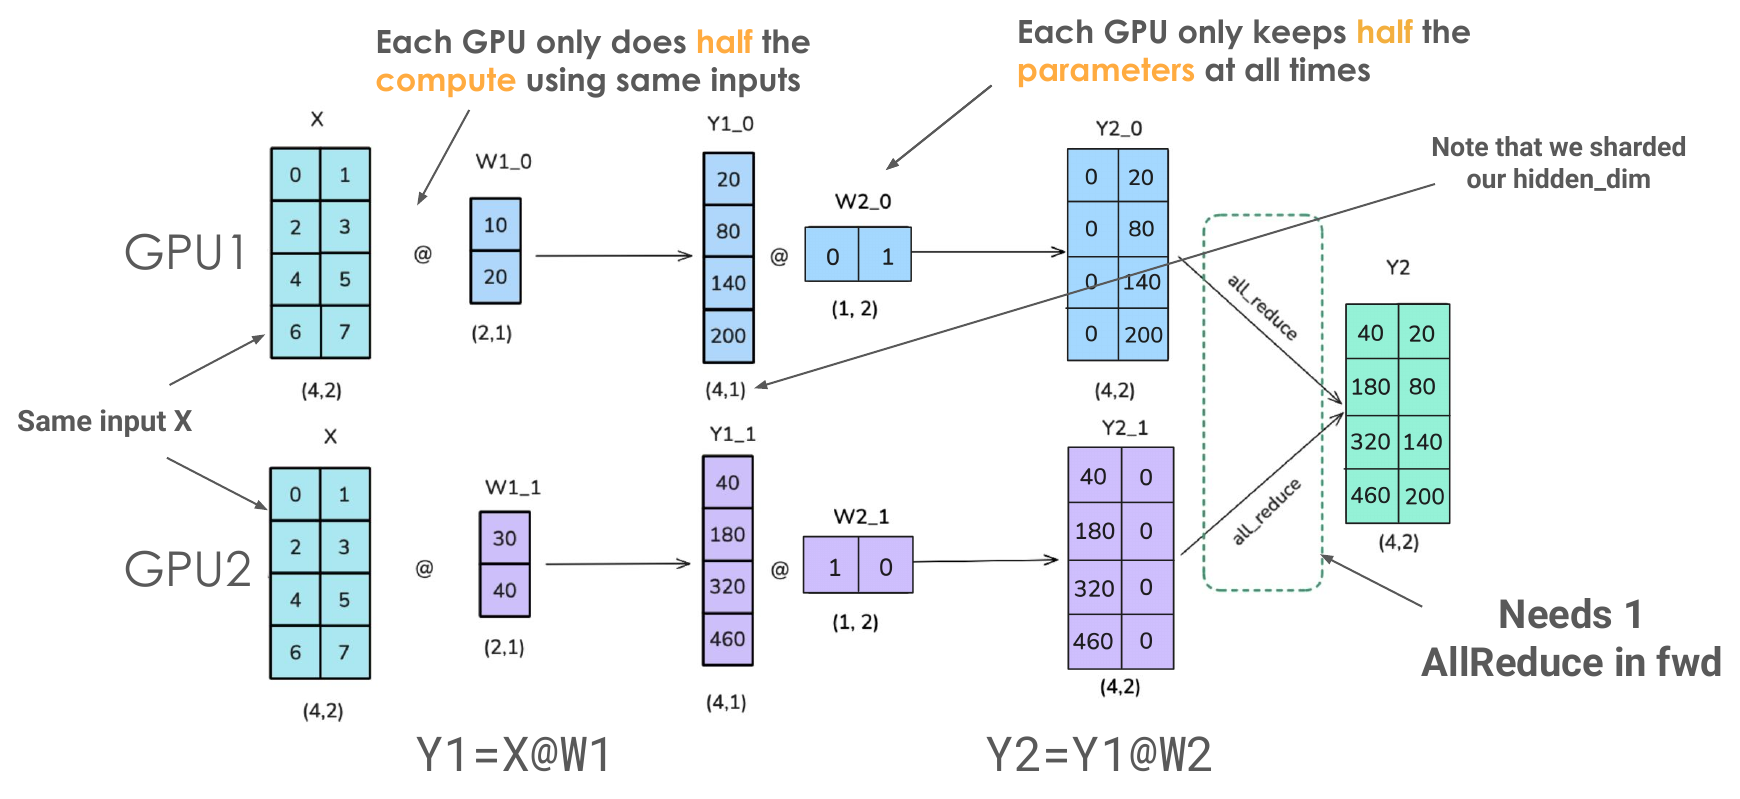 Each GPU only does half the
compute using same inputs
Each GPU only keeps half the
parameters at all times
Note that we sharded
our hidden_dim
GPU1
X
0 1
2 3
4 5
6 7
(4,2)
@
W1_0
10
20
(2,1)
Y1_0
20
80
140
200
(4,1)
@
W2_0
0 1
(1, 2)
Y2_0
0 20
0 80
0 140
0 200
(4,2)
all_reduce
Same input X
GPU2
X
0 1
2 3
4 5
6 7
(4,2)
@
W1_1
30
40
(2,1)
Y1_1
40
180
320
460
(4,1)
@
W2_1
1 0
(1, 2)
Y2_1
40 0
180 0
320 0
460 0
(4,2)
all_reduce
Y2
40 20
180 80
320 140
460 200
(4,2)
Needs 1
AllReduce in fwd
Y1=X@W1
Y2=Y1@W2